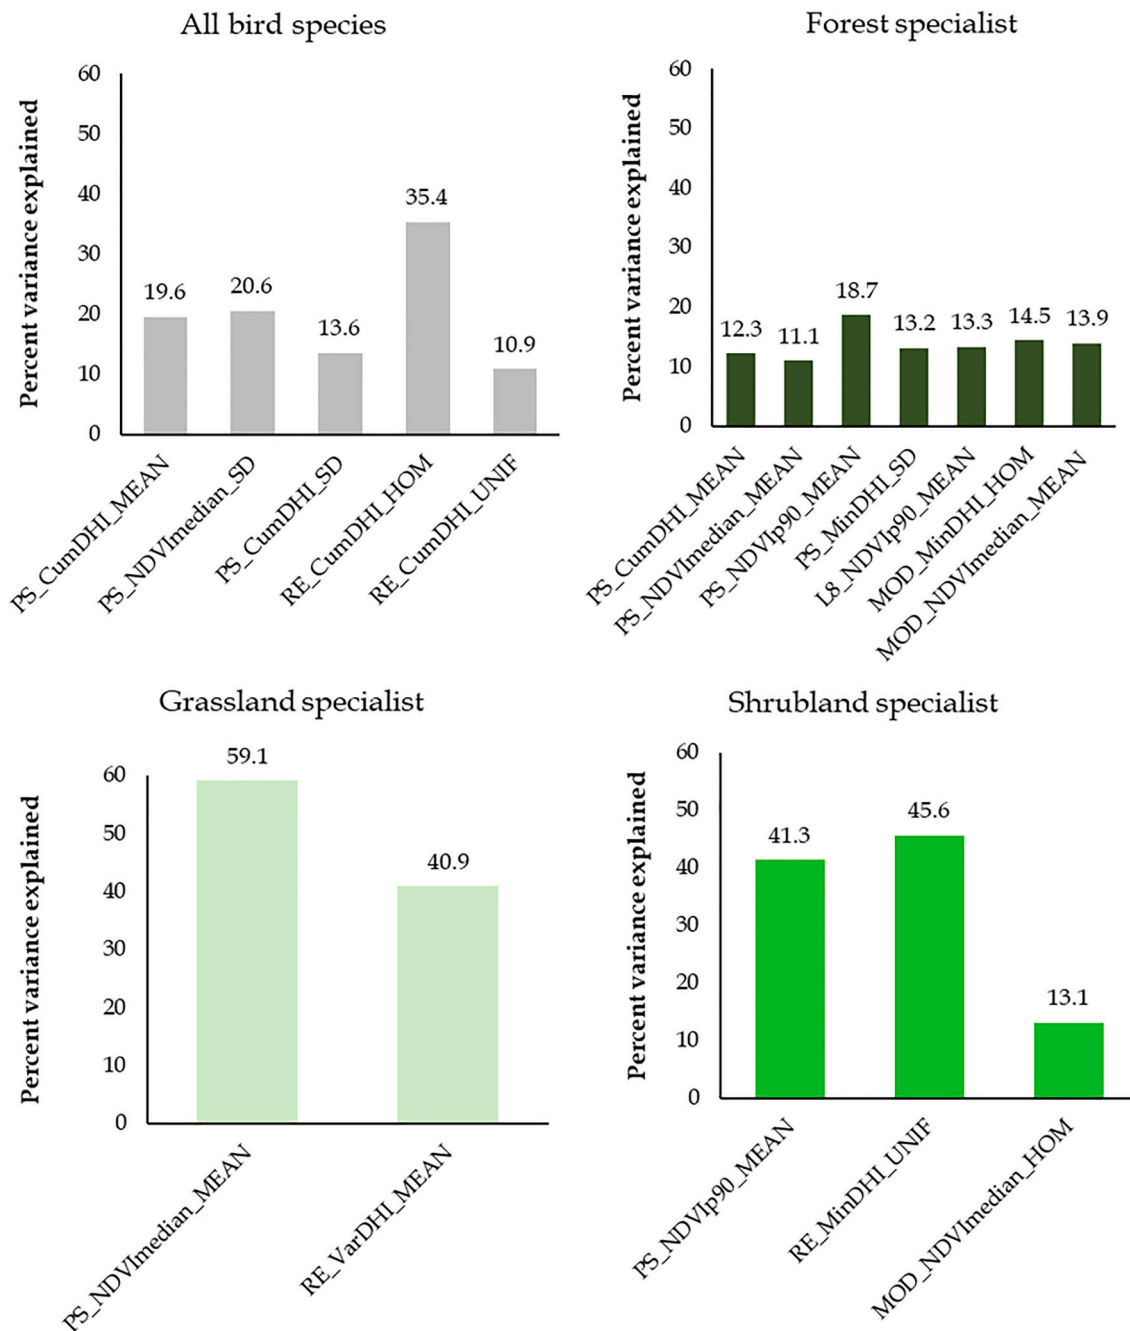 All bird species
Percent variance explained
60
50
40
30
20
10
0
19.6
20.6
13.6
35.4
10.9
PS_CumDHI_MEAN
PS_NDVImedian_SD
PS_CumDHI_SD
RE_CumDHI_HOM
RE_CumDHI_UNIF
Forest specialist
Percent variance explained
60
50
40
30
20
10
0
12.3
11.1
18.7
13.2
13.3
14.5
13.9
PS_CumDHI_MEAN
PS_NDVImedian_MEAN
PS_NDVIp90_MEAN
PS_MinDHI_SD
L8_NDVIp90_MEAN
MOD_MinDHI_HOM
MOD_NDVImedian_MEAN
Grassland specialist
Percent variance explained
60
50
40
30
20
10
0
59.1
40.9
PS_NDVImedian_MEAN
RE_VarDHI_MEAN
Shrubland specialist
Percent variance explained
60
50
40
30
20
10
0
41.3
45.6
13.1
PS_NDVIp90_MEAN
RE_MinDHI_UNIF
MOD_NDVImedian_HOM